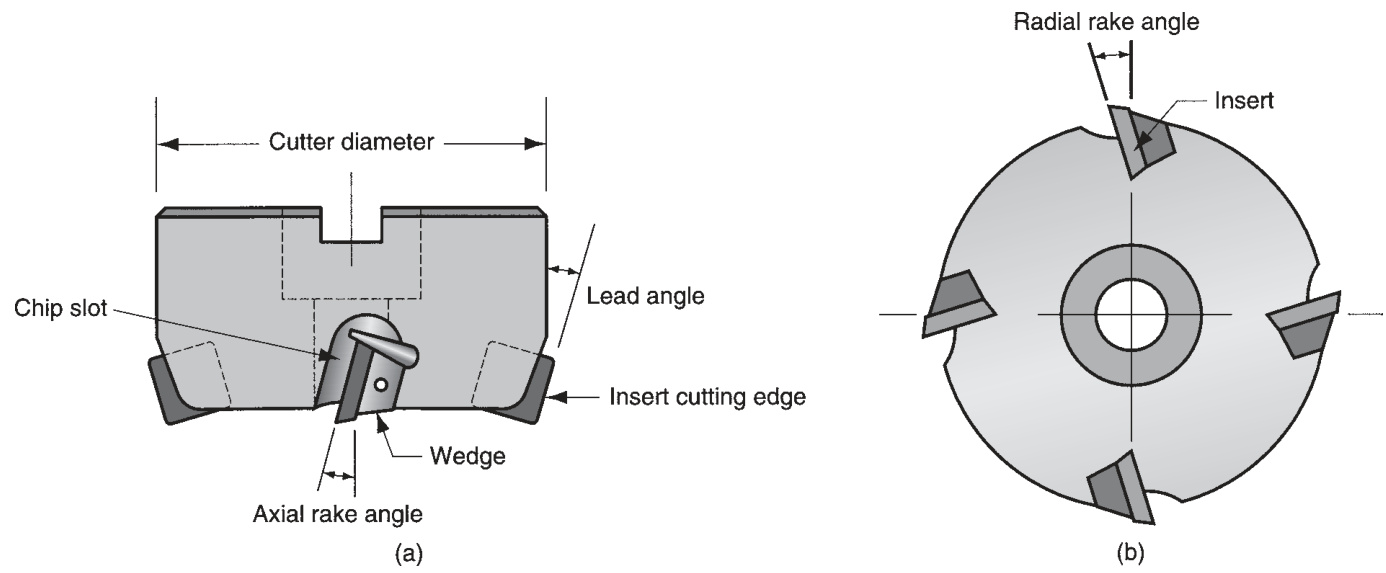 Cutter diameter
Lead angle
Chip slot
Insert cutting edge
Wedge
Axial rake angle
(a)
Radial rake angle
Insert
(b)